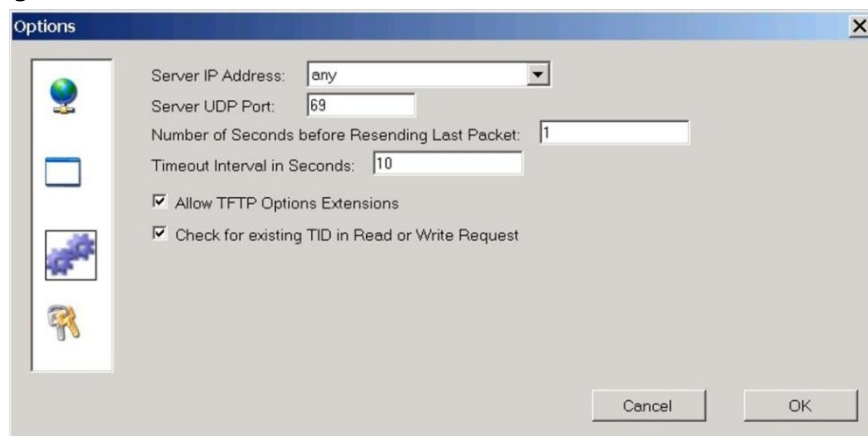 Options
Server IP Address: any
Server UDP Port: 69
Number of Seconds before Resending Last Packet: 1
Timeout Interval in Seconds: 10
Allow TFTP Options Extensions
Check for existing TID in Read or Write Request
Cancel OK